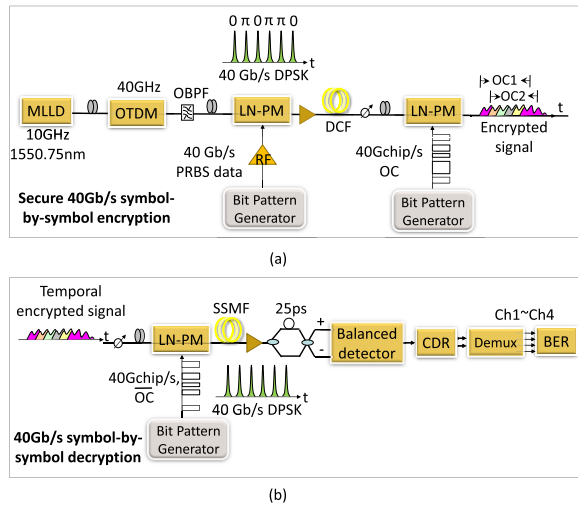 0 π 0 π π 0
t
40 Gb/s DPSK
OBPF
40GHz
MLLD
OTDM
LN-PM
DCF
LN-PM
OC1
OC2
t
10GHz
1550.75nm
Encrypted
signal
40 Gb/s
PRBS data
RF
40Gchip/s
OC
Secure 40Gb/s symbol-
by-symbol encryption
Bit Pattern
Generator
Bit Pattern
Generator
(a)
Temporal
encrypted signal
t
LN-PM
SSMF
25ps
+
-
Balanced
detector
CDR
Demux
Ch1~Ch4
BER
40Gchip/s,
O̅C̅
t
40 Gb/s DPSK
40Gb/s symbol-by-
symbol decryption
Bit Pattern
Generator
(b)